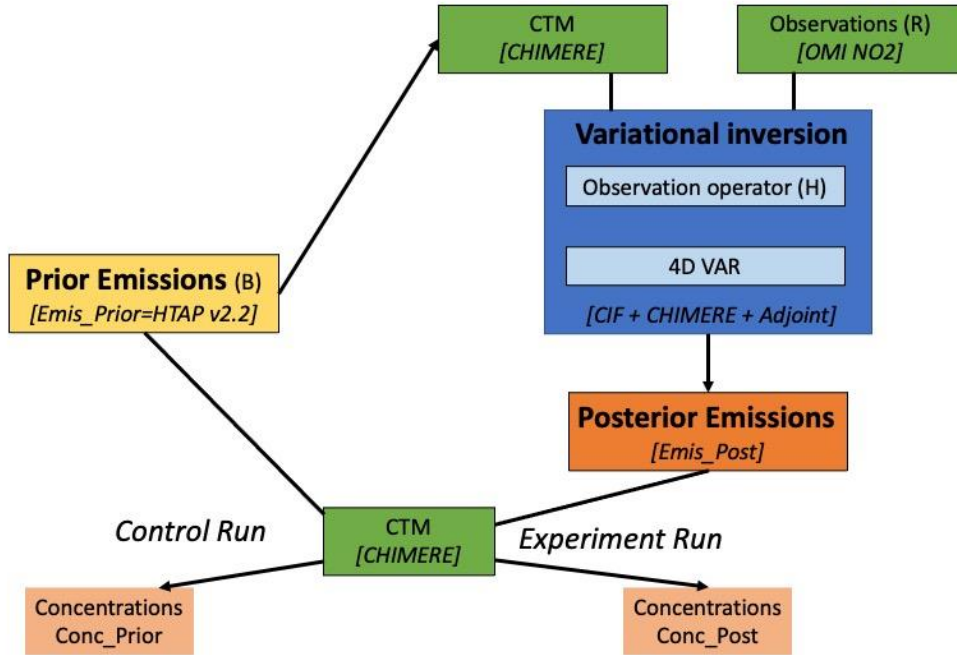 CTM
[CHIMERE]
Observations (R)
[OMI NO2]
Variational inversion
Observation operator (H)
4D VAR
[CIF + CHIMERE + Adjoint]
Prior Emissions (B)
[Emis_Prior=HTAP v2.2]
Posterior Emissions
[Emis_Post]
Control Run
CTM
[CHIMERE]
Experiment Run
Concentrations
Conc_Prior
Concentrations
Conc_Post